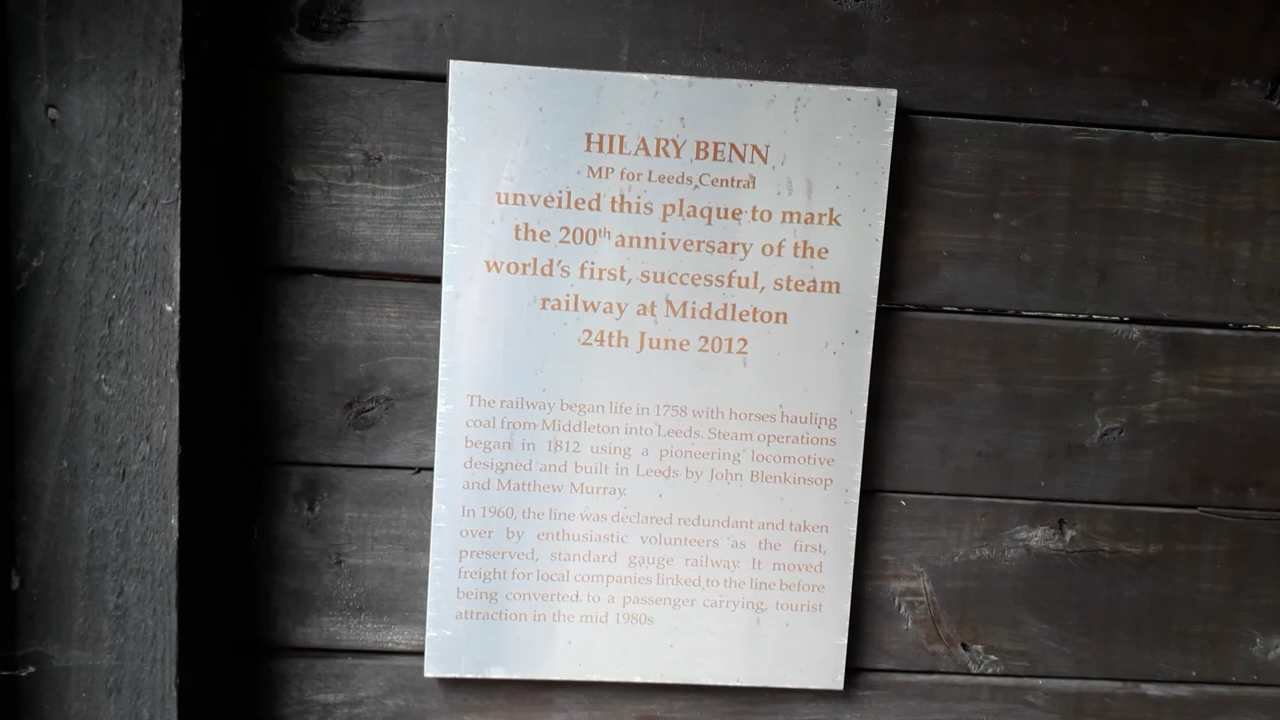 HILARY BENN
MP for Leeds Central
unveiled this plaque to mark
the 200th anniversary of the
world's first, successful, steam
railway at Middleton
24th June 2012
The railway began life in 1758 with horses hauling
coal from Middleton into Leeds. Steam operations
began in 1812 using a pioneering locomotive
designed and built in Leeds by John Blenkinsop
and Matthew Murray.
In 1960, the line was declared redundant and taken
over by enthusiastic volunteers as the first,
preserved, standard gauge railway. It moved
freight for local companies linked to the line before
being converted to a passenger carrying, tourist
attraction in the mid 1980s